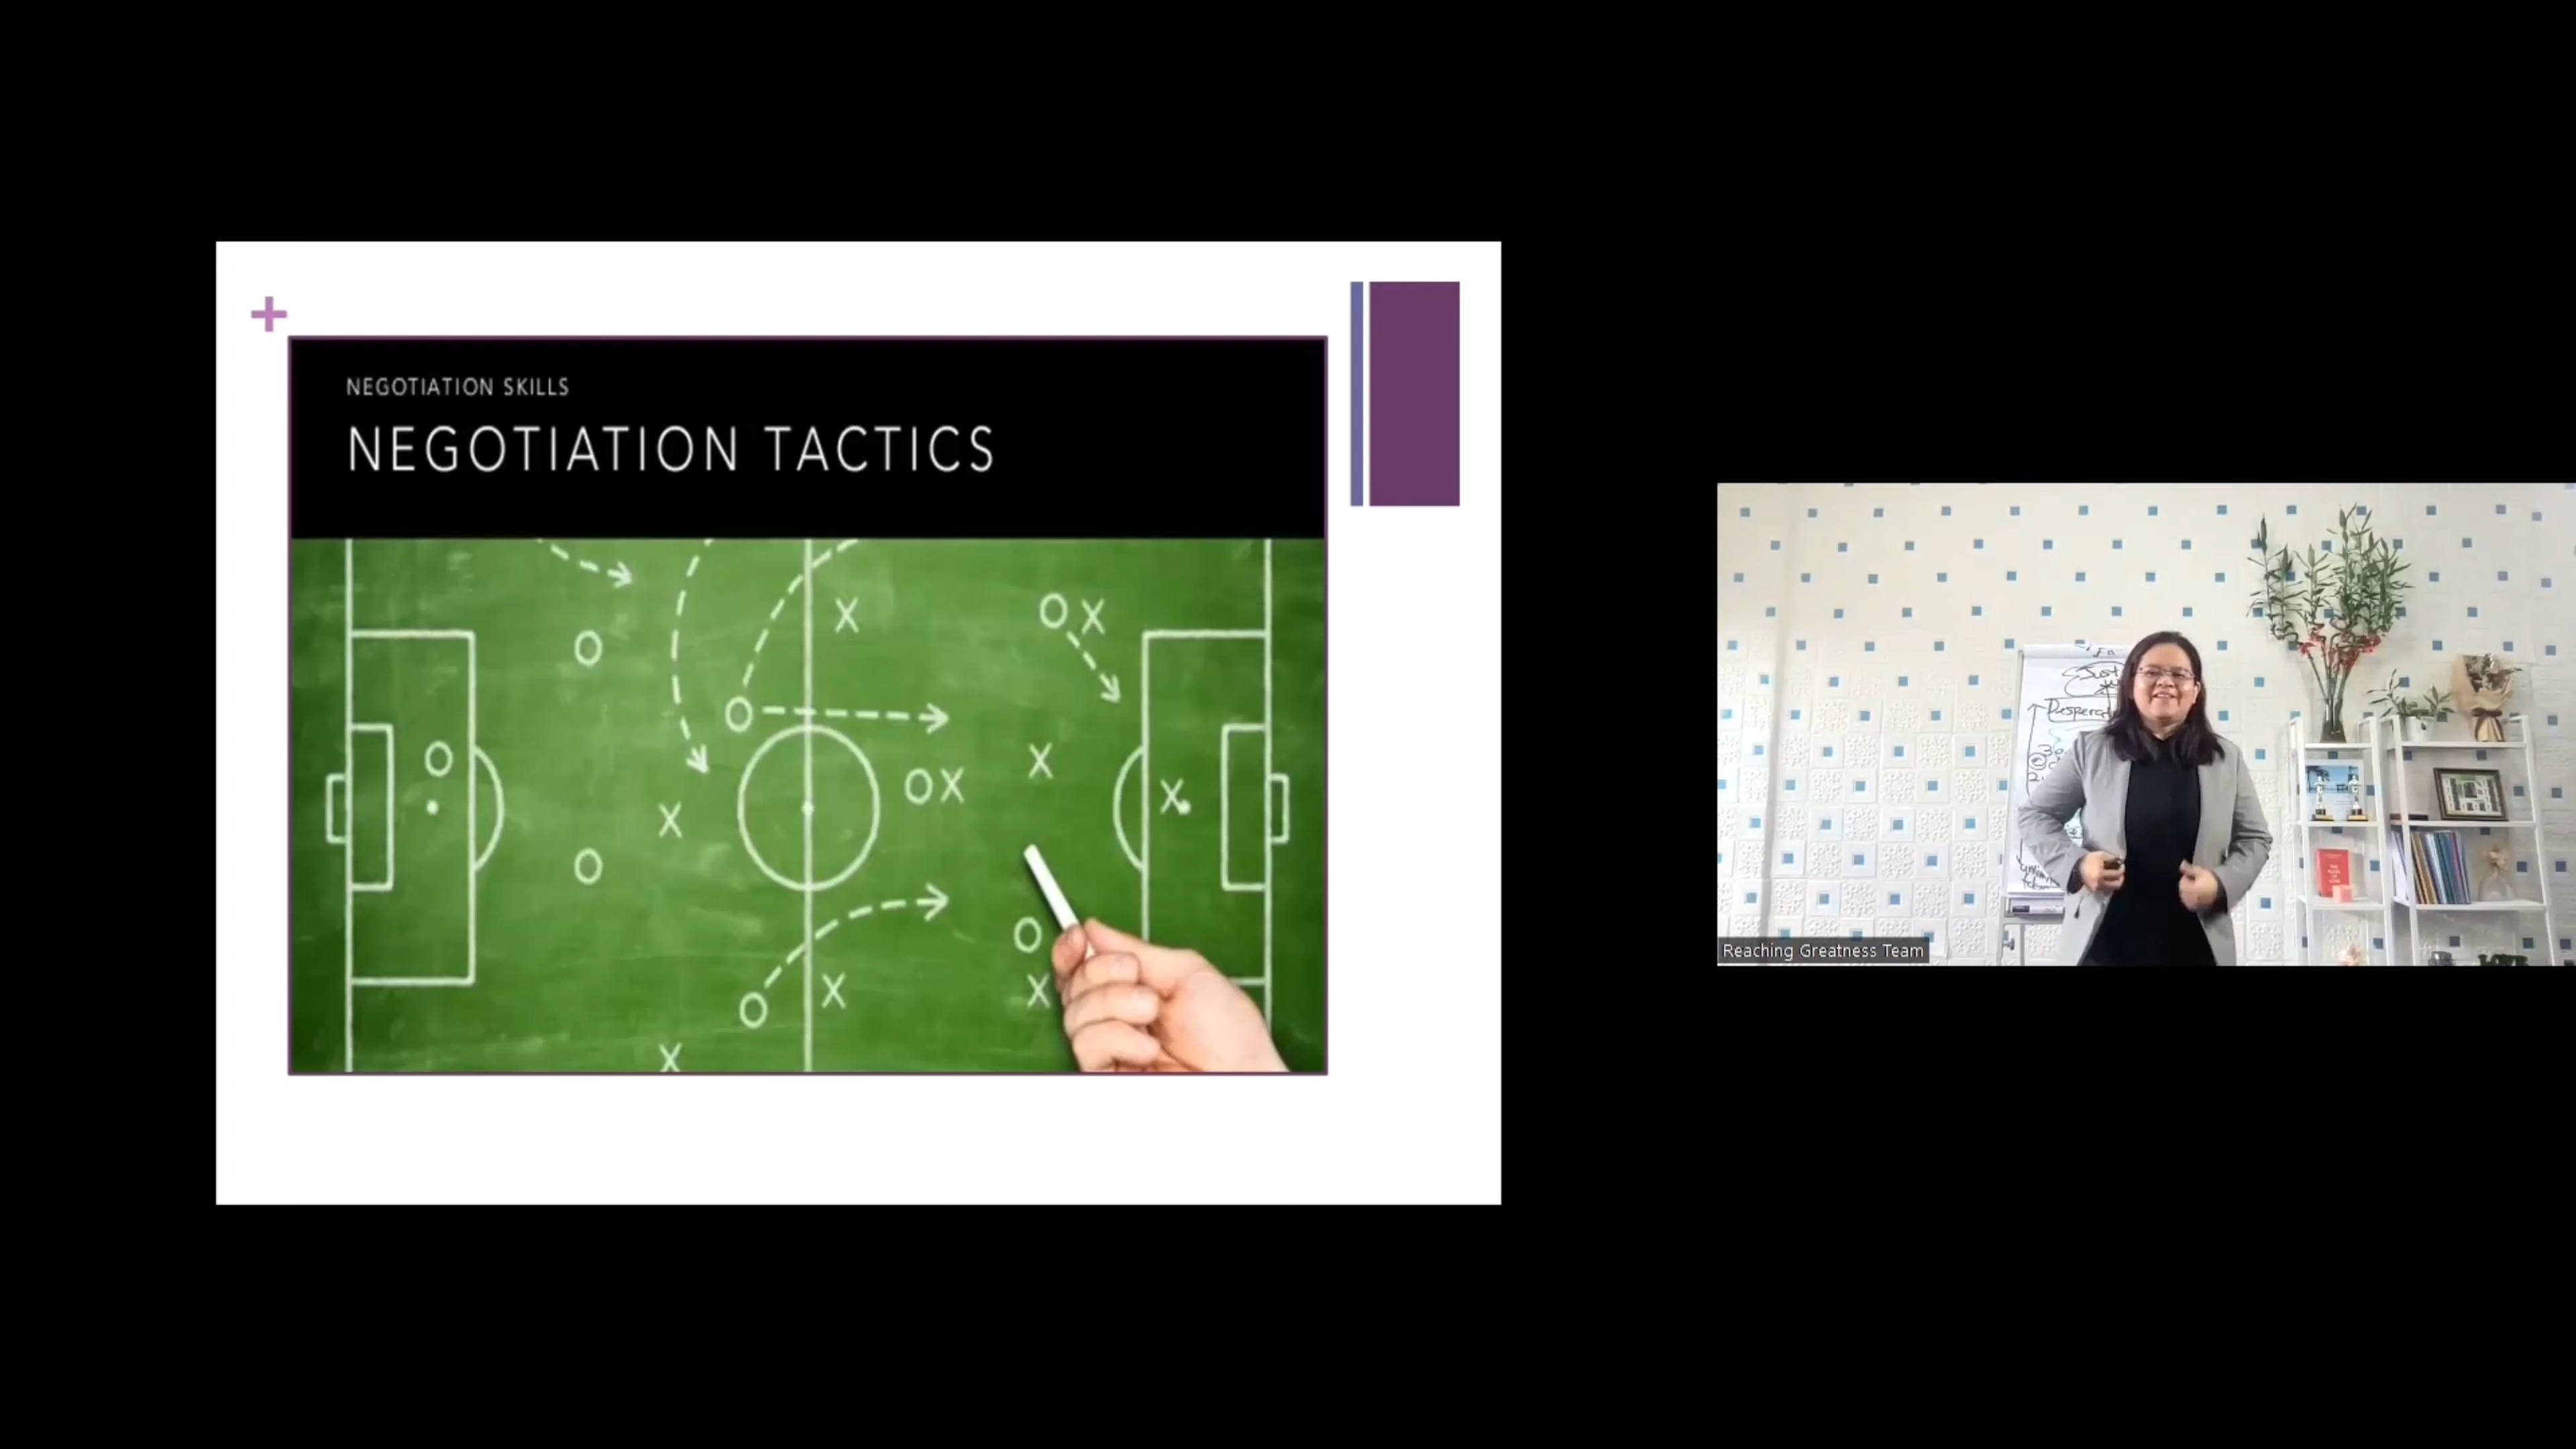 NEGOTIATION SKILLS
NEGOTIATION TACTICS
O X
O
X
O
O
X
O X
X
X
O
O
X
O
X
X
Reaching Greatness Team